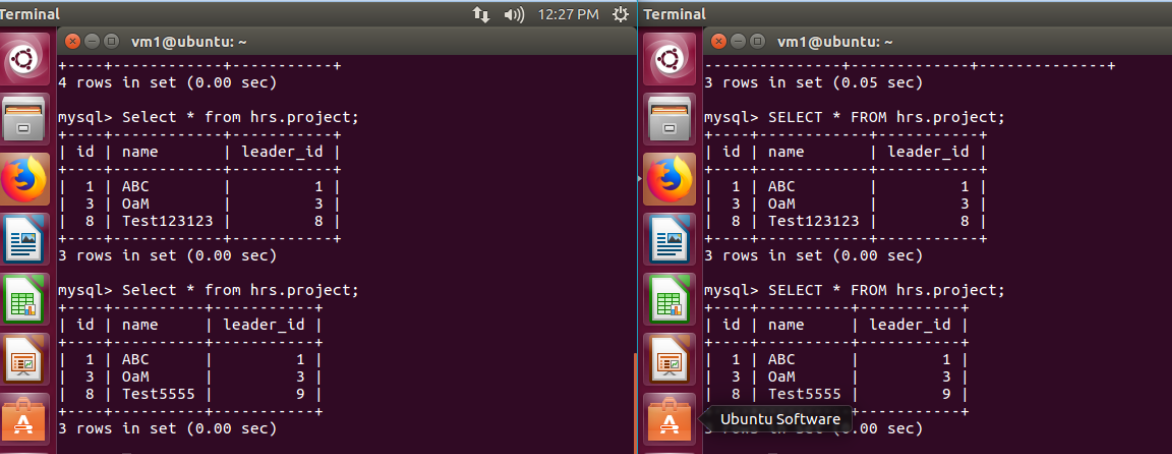 Terminal
12:27 PM
vm1@ubuntu: ~
+----+------------+-----------+
4 rows in set (0.00 sec)
mysql> Select * from hrs.project;
+----+------------+-----------+
| id | name       | leader_id |
+----+------------+-----------+
|  1 | ABC        |         1 |
|  3 | OaM        |         3 |
|  8 | Test123123 |         8 |
+----+------------+-----------+
3 rows in set (0.00 sec)
mysql> Select * from hrs.project;
+----+----------+-----------+
| id | name     | leader_id |
+----+----------+-----------+
|  1 | ABC      |         1 |
|  3 | OaM      |         3 |
|  8 | Test5555 |         9 |
+----+----------+-----------+
3 rows in set (0.00 sec)
Terminal
vm1@ubuntu: ~
---------------+-------------+--------------+
3 rows in set (0.05 sec)
mysql> SELECT * FROM hrs.project;
+----+------------+-----------+
| id | name       | leader_id |
+----+------------+-----------+
|  1 | ABC        |         1 |
|  3 | OaM        |         3 |
|  8 | Test123123 |         8 |
+----+------------+-----------+
3 rows in set (0.00 sec)
mysql> SELECT * FROM hrs.project;
+----+----------+-----------+
| id | name     | leader_id |
+----+----------+-----------+
|  1 | ABC      |         1 |
|  3 | OaM      |         3 |
|  8 | Test5555 |         9 |
+----------+-----------+
Ubuntu Software
3 .00 sec)